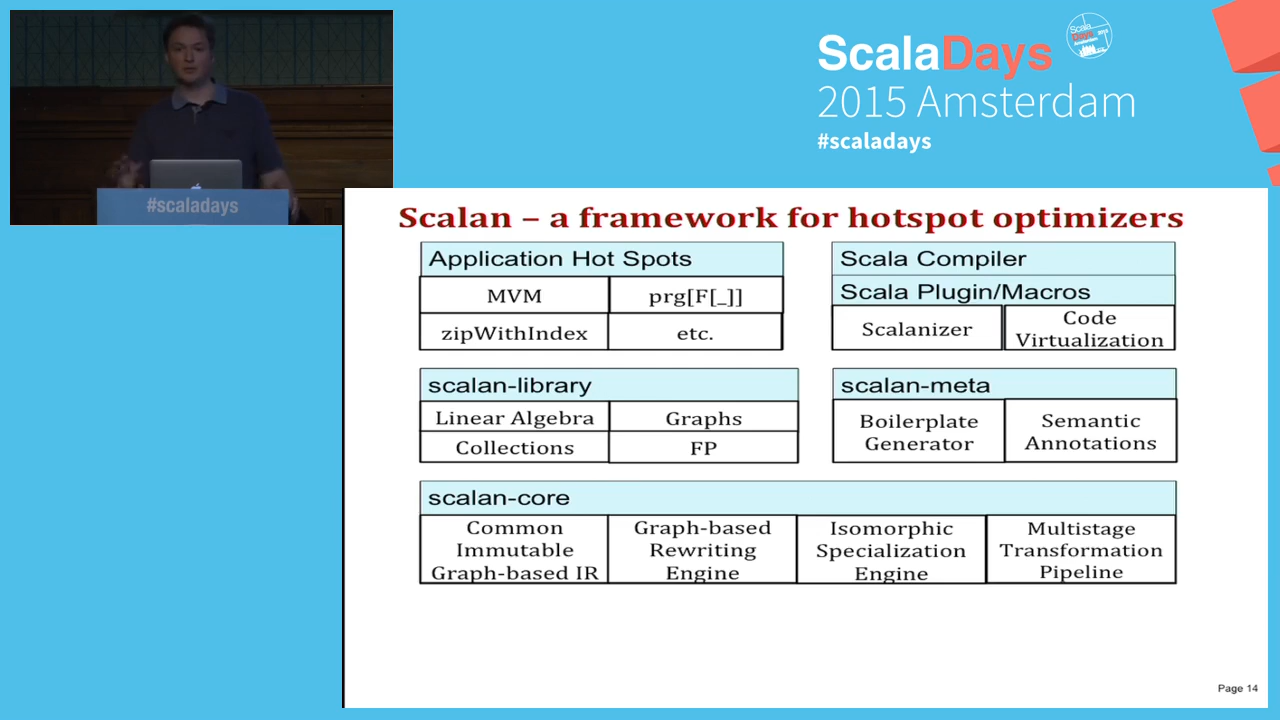 ScalaDays
2015 Amsterdam
#scaladays
#scaladays
Scalan – a framework for hotspot optimizers
Application Hot Spots
MVM
prg[F[_]]
zipWithIndex
etc.
Scala Compiler
Scala Plugin/Macros
Scalanizer
Code
Virtualization
scalan-library
Linear Algebra
Graphs
Collections
FP
scalan-meta
Boilerplate
Generator
Semantic
Annotations
scalan-core
Common
Immutable
Graph-based IR
Graph-based
Rewriting
Engine
Isomorphic
Specialization
Engine
Multistage
Transformation
Pipeline
Page 14